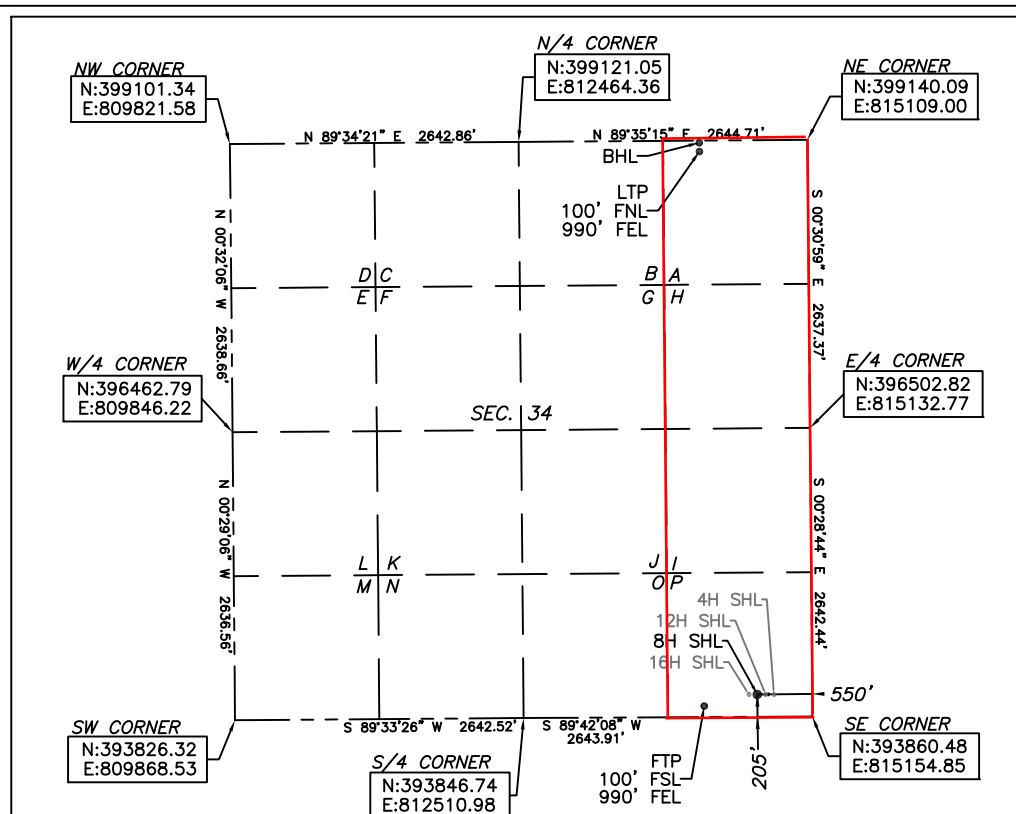 N/4 CORNER
N:399121.05
E:812464.36
NW CORNER
N:399101.34
E:809821.58
NE CORNER
N:399140.09
E:815109.00
N 89°34'21" E 2642.86'
N 89°35'15" E 2644.71'
BHL
LTP
100' FNL
990' FEL
N 00°32'06" W 2638.66'
S 00°30'59" E 2637.37'
D C
E F
B A
G H
W/4 CORNER
N:396462.79
E:809846.22
E/4 CORNER
N:396502.82
E:815132.77
SEC. 34
N 00°29'06" W 2636.56'
S 00°28'44" E 2642.44'
L K
M N
J I
O P
4H SHL
12H SHL
8H SHL
16H SHL
550'
205'
S 89°33'26" W 2642.52'
S 89°42'08" W
2643.91'
SW CORNER
N:393826.32
E:809868.53
S/4 CORNER
N:393846.74
E:812510.98
FTP
100' FSL
990' FEL
SE CORNER
N:393860.48
E:815154.85